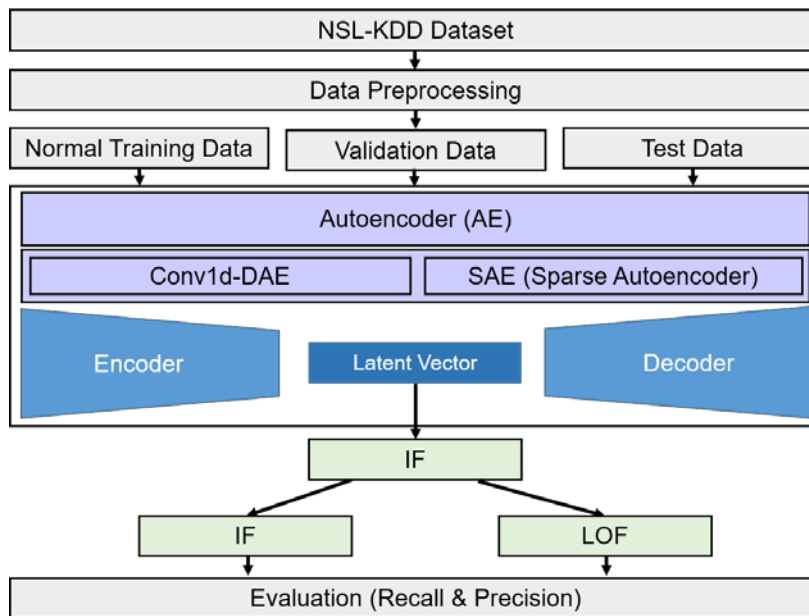 NSL-KDD Dataset
Data Preprocessing
Normal Training Data
Validation Data
Test Data
Autoencoder (AE)
Conv1d-DAE
SAE (Sparse Autoencoder)
Encoder
Latent Vector
Decoder
IF
IF
LOF
Evaluation (Recall & Precision)